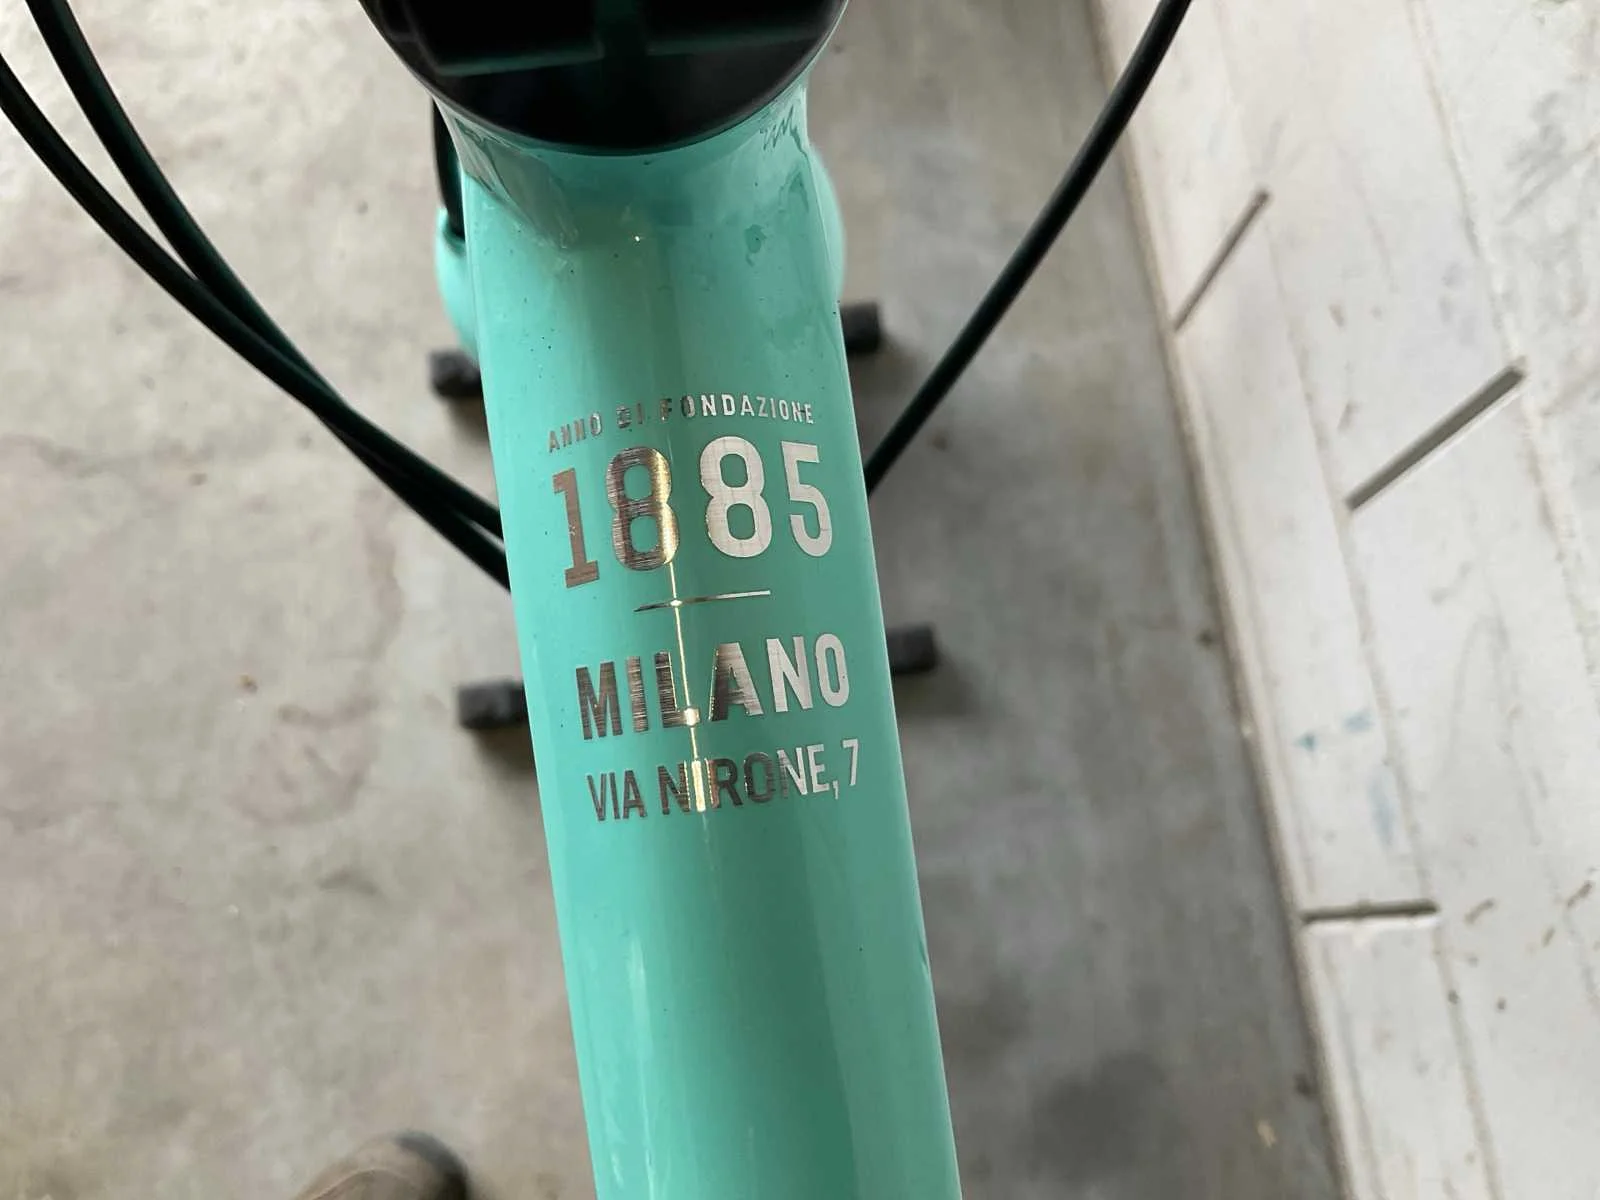 ANNO DI FONDAZIONE
1885
MILANO
VIA NIRONE, 7